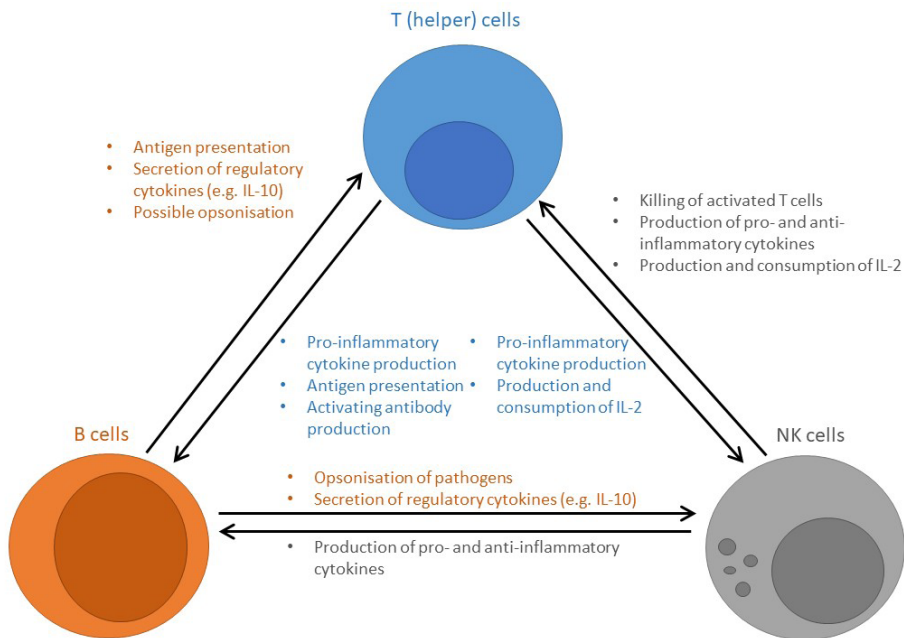 T (helper) cells
• Antigen presentation
• Secretion of regulatory
cytokines (e.g. IL-10)
• Possible opsonisation
• Killing of activated T cells
• Production of pro- and anti-
inflammatory cytokines
• Production and consumption of IL-2
• Pro-inflammatory
cytokine production
• Antigen presentation
• Activating antibody
production
• Pro-inflammatory
cytokine production
• Production and
consumption of IL-2
B cells
NK cells
• Opsonisation of pathogens
• Secretion of regulatory cytokines (e.g. IL-10)
• Production of pro- and anti-inflammatory
cytokines